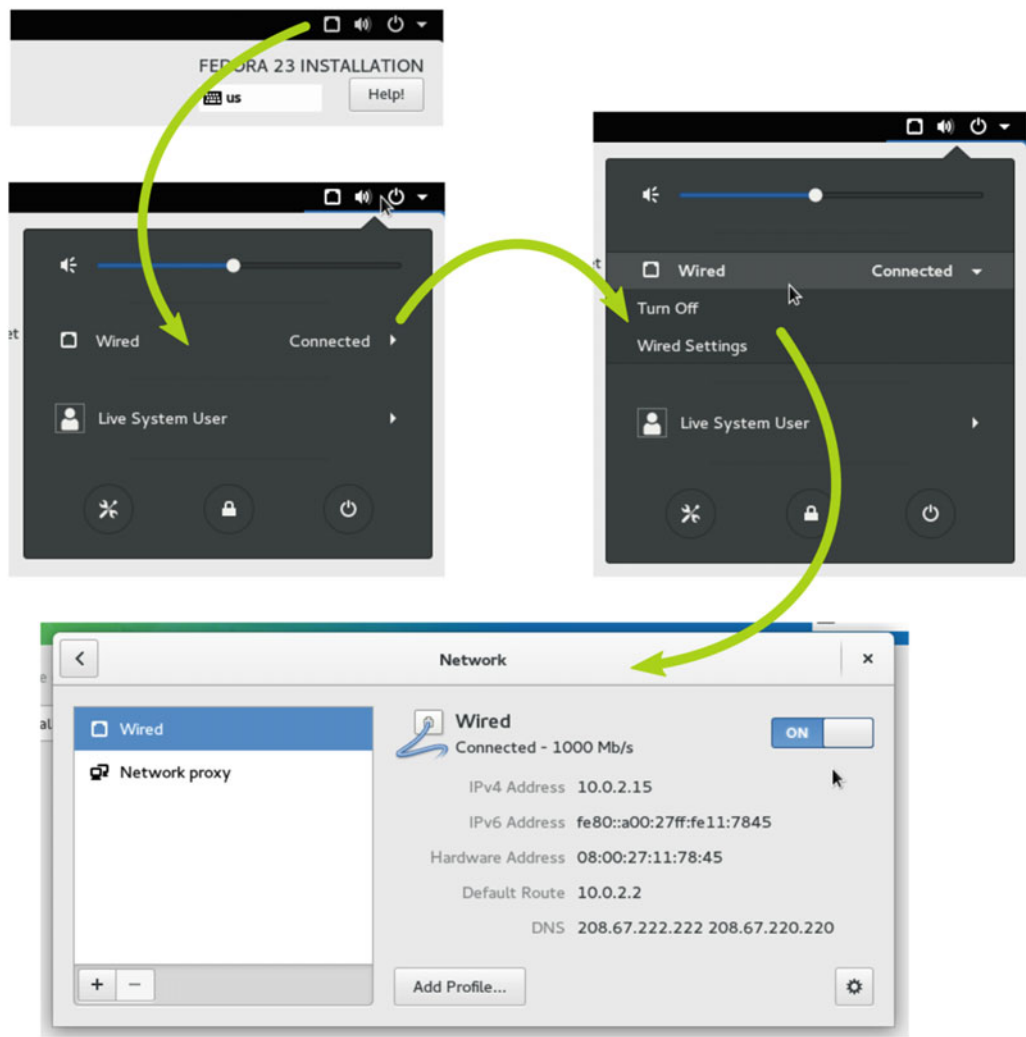 FEDORA 23 INSTALLATION
us
Help!
et
Wired Connected
Live System User
et
Wired Connected
Turn Off
Wired Settings
Live System User
Network
e
al
Wired
Network proxy
+ −
Wired
Connected - 1000 Mb/s
ON
IPv4 Address 10.0.2.15
IPv6 Address fe80::a00:27ff:fe11:7845
Hardware Address 08:00:27:11:78:45
Default Route 10.0.2.2
DNS 208.67.222.222 208.67.220.220
Add Profile...